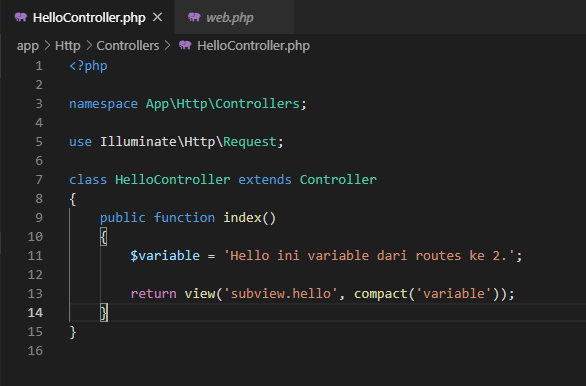 HelloController.php × web.php
app > Http > Controllers > HelloController.php
1 <?php
2
3 namespace App\Http\Controllers;
4
5 use Illuminate\Http\Request;
6
7 class HelloController extends Controller
8 {
9     public function index()
10     {
11         $variable = 'Hello ini variable dari routes ke 2.';
12
13         return view('subview.hello', compact('variable'));
14     }
15 }
16